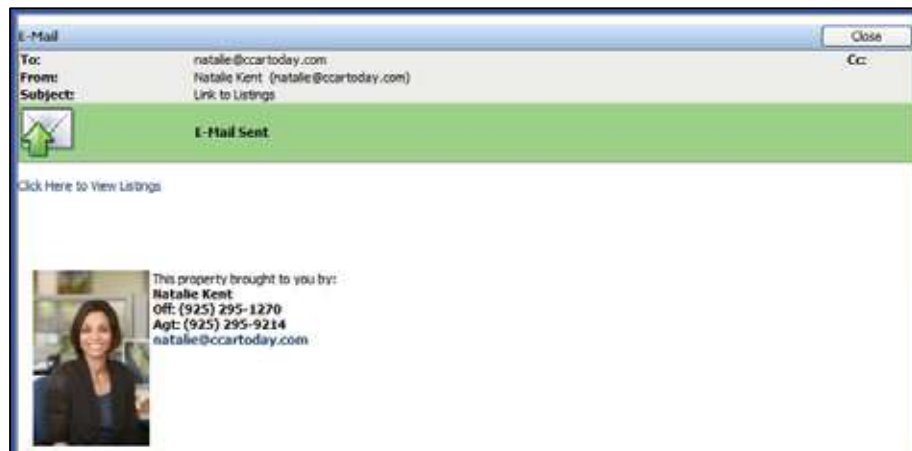 E-Mail
Close
To: natalie@ccartoday.com Cc:
From: Natalie Kent (natalie@ccartoday.com)
Subject: Link to Listings
E-Mail Sent
Click Here to View Listings
This property brought to you by:
Natalie Kent
Off: (925) 295-1270
Agt: (925) 295-9214
natalie@ccartoday.com